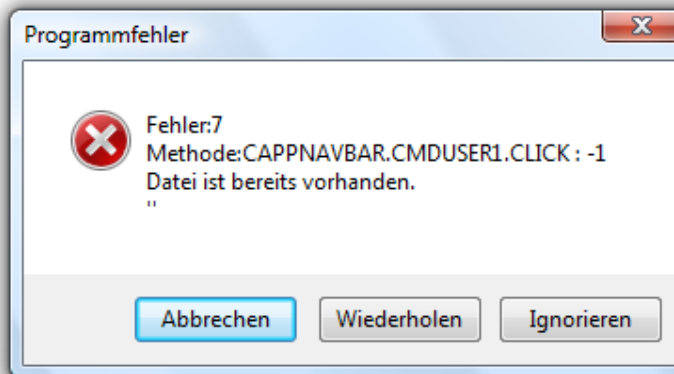 Programmfehler
Fehler:7
Methode:CAPPNAVBAR.CMDUSER1.CLICK : -1
Datei ist bereits vorhanden.
''
Abbrechen
Wiederholen
Ignorieren